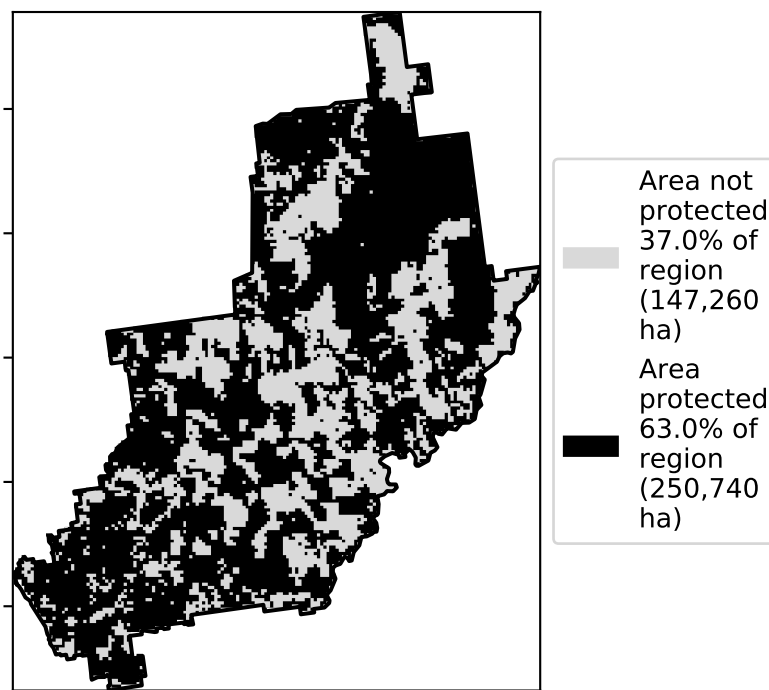 Area not
protected
37.0% of
region
(147,260
ha)
Area
protected
63.0% of
region
(250,740
ha)